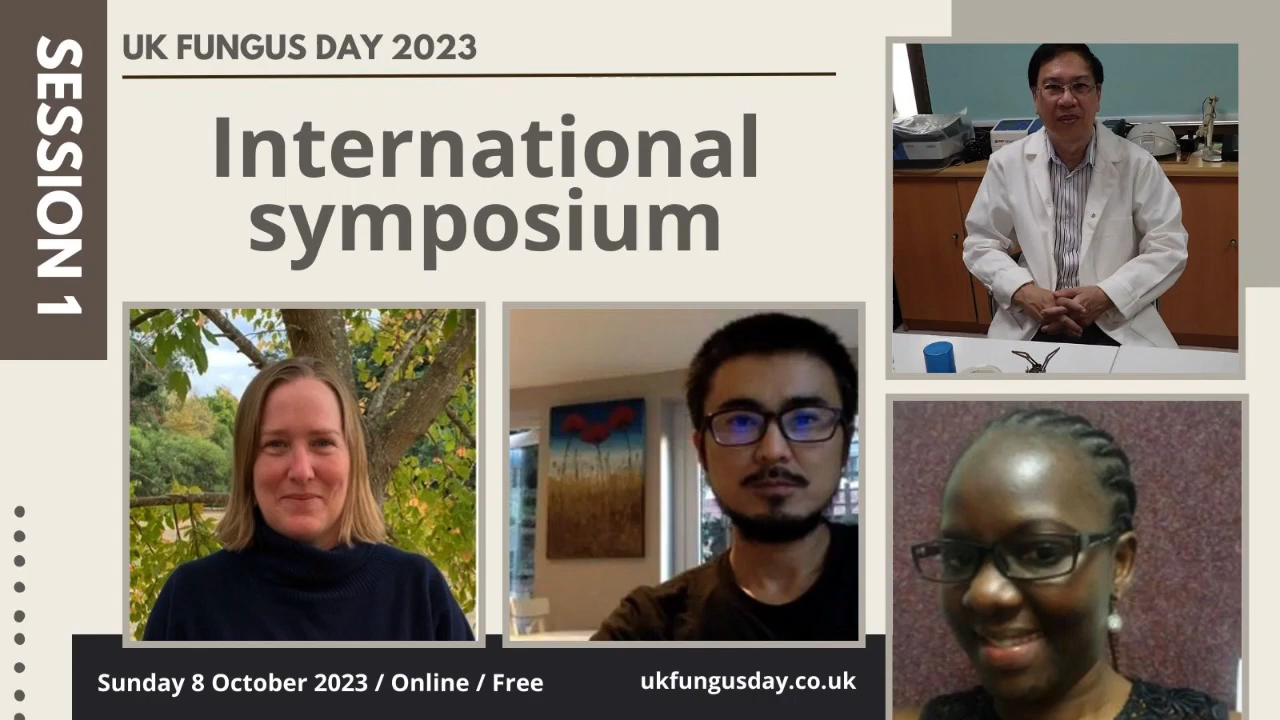 SESSION 1
UK FUNGUS DAY 2023
International
symposium
Sunday 8 October 2023 / Online / Free
ukfungusday.co.uk